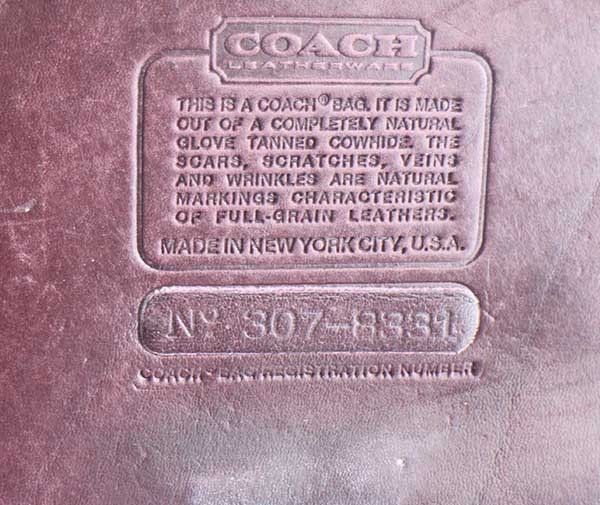 COACH
LEATHERWARE
THIS IS A COACH® BAG. IT IS MADE
OUT OF A COMPLETELY NATURAL
GLOVE TANNED COWHIDE. THE
SCARS, SCRATCHES, VEINS
AND WRINKLES ARE NATURAL
MARKINGS CHARACTERISTIC
OF FULL-GRAIN LEATHERS.
MADE IN NEW YORK CITY, U.S.A.
Nº 307-8331
COACH · BAG REGISTRATION NUMBER